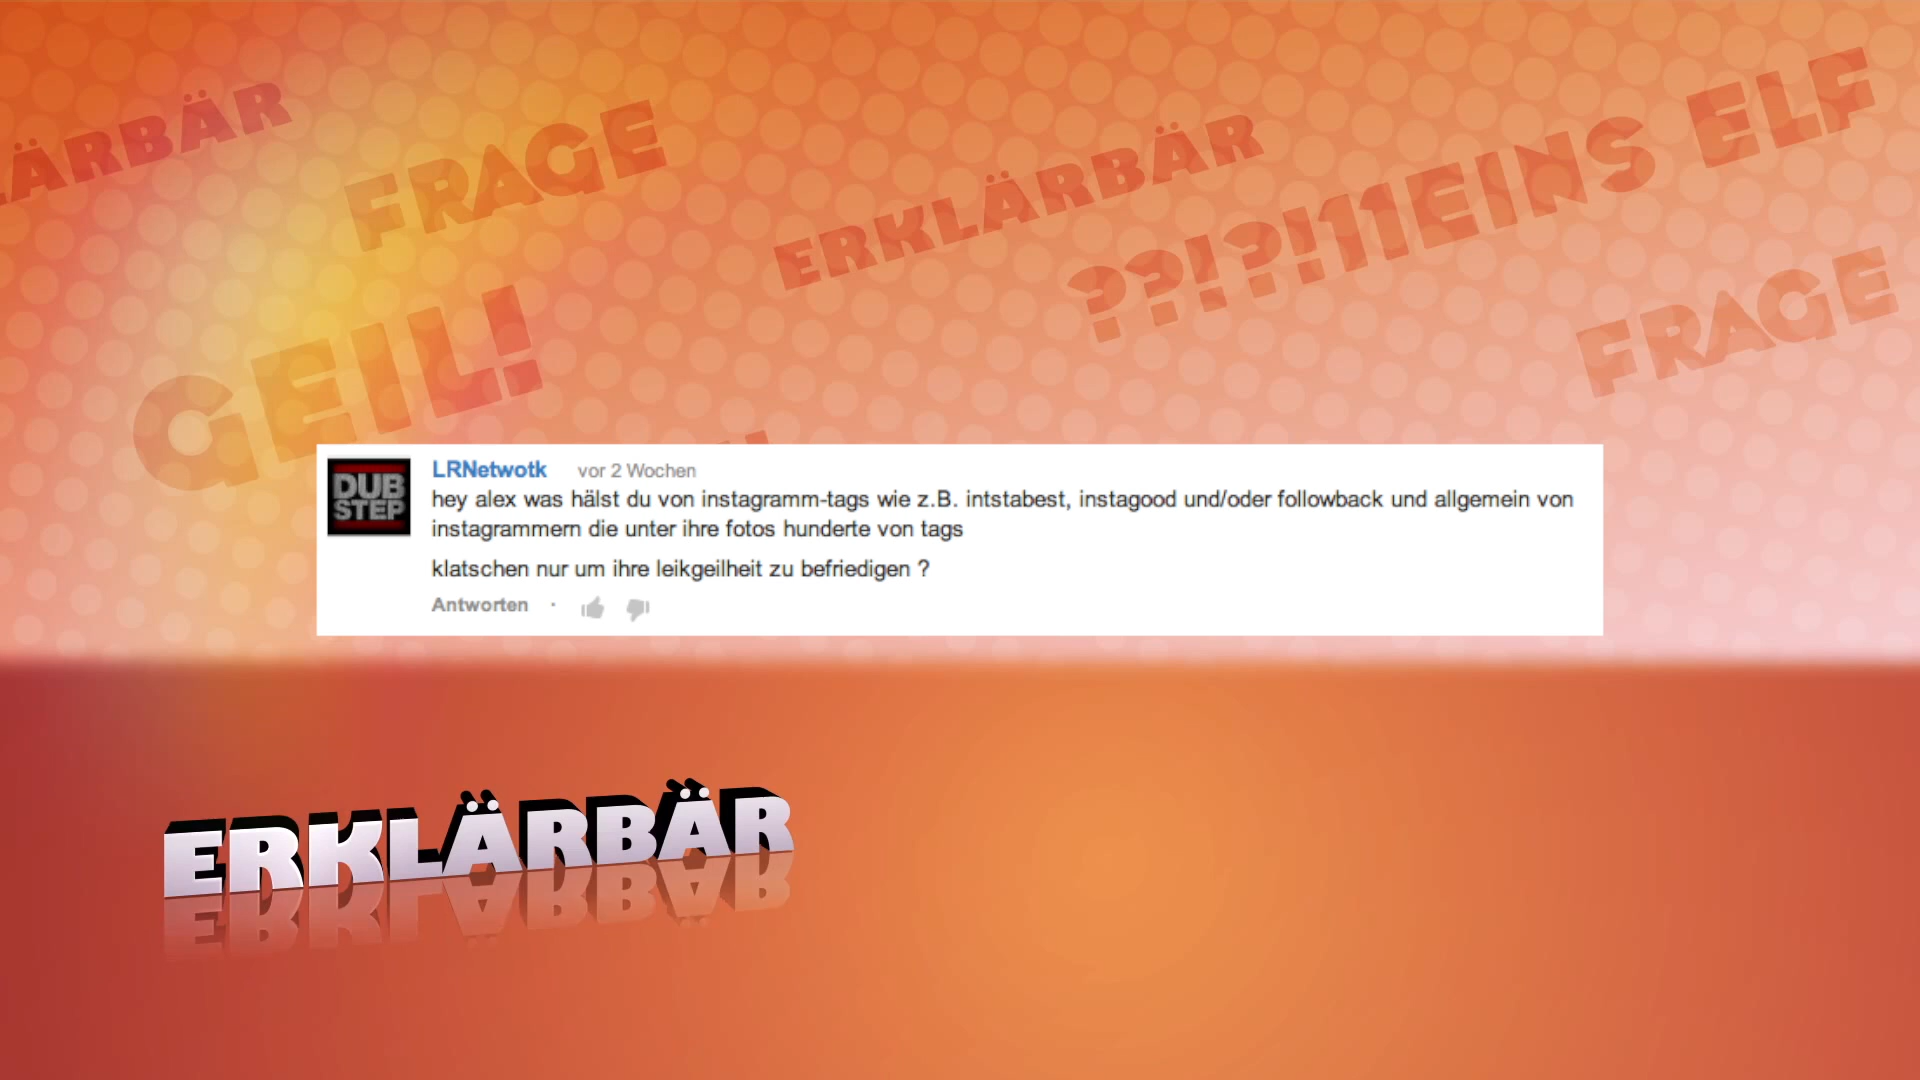 ÄRBÄR
FRAGE
ERKLÄRBÄR
??!?!11EINS ELF
FRAGE
GEIL!
DUB
STEP
LRNetwotk vor 2 Wochen
hey alex was hälst du von instagramm-tags wie z.B. intstabest, instagood und/oder followback und allgemein von
instagrammern die unter ihre fotos hunderte von tags
klatschen nur um ihre leikgeilheit zu befriedigen ?
Antworten ·
ERKLÄRBÄR